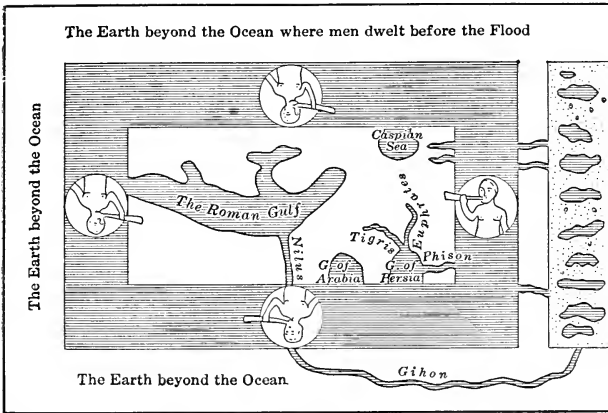 The Earth beyond the Ocean where men dwelt before the Flood
The Earth beyond the Ocean
Caspian
Sea
The Roman Gulf
Euphrates
Tigris
Nilus
Phison
G. of
Arabia
G. of
Persia
Gihon
The Earth beyond the Ocean.